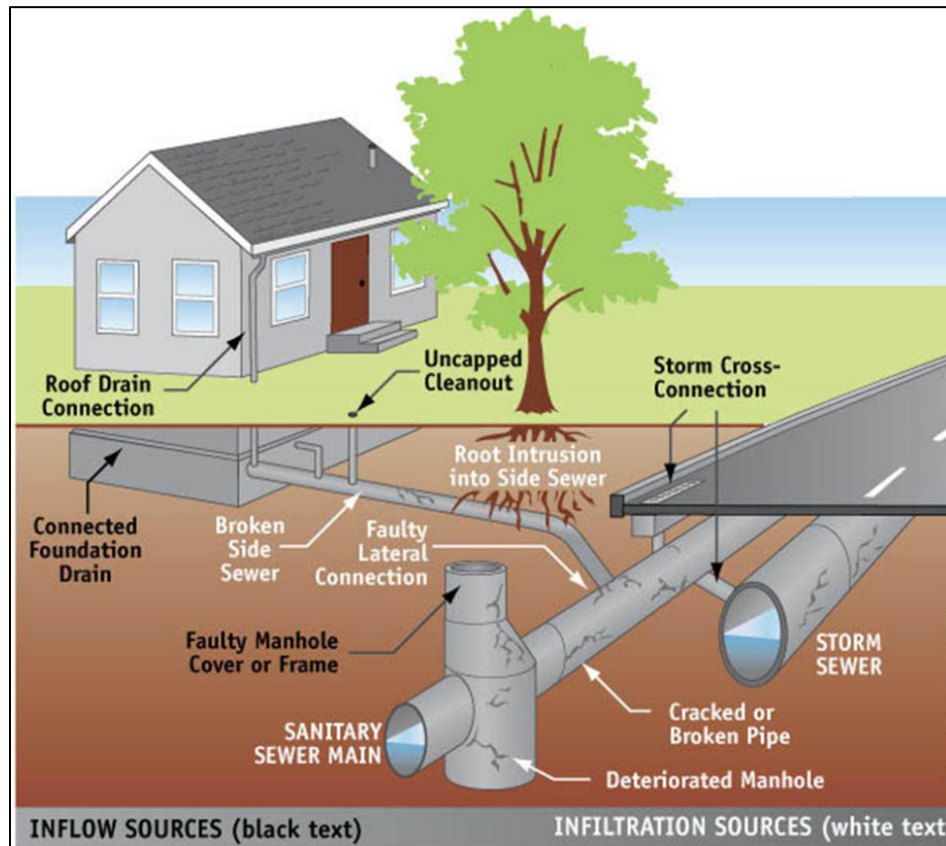 Roof Drain
Connection
Uncapped
Cleanout
Storm Cross-
Connection
Root Intrusion
into Side Sewer
Connected
Foundation
Drain
Broken
Side
Sewer
Faulty
Lateral
Connection
Faulty Manhole
Cover or Frame
STORM
SEWER
SANITARY
SEWER MAIN
Cracked or
Broken Pipe
Deteriorated Manhole
INFLOW SOURCES (black text)
INFILTRATION SOURCES (white text